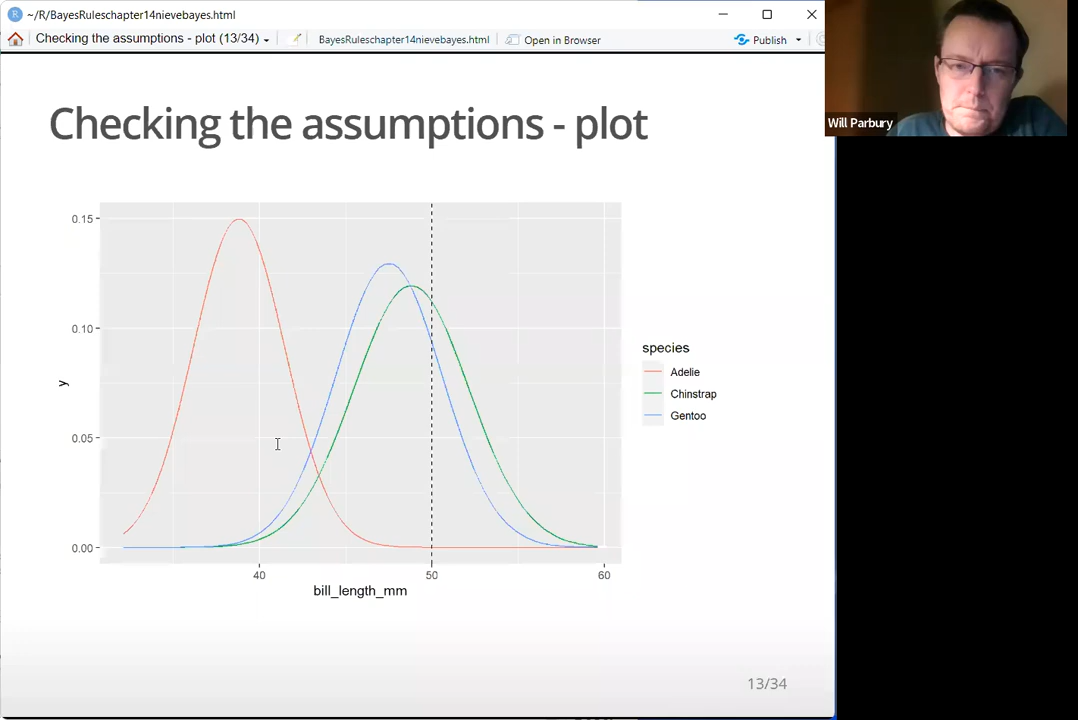 ~/R/BayesRuleschapter14nievebayes.html
Checking the assumptions - plot (13/34)
BayesRuleschapter14nievebayes.html
Open in Browser
Publish
Will Parbury
Checking the assumptions - plot
0.15
0.10
0.05
0.00
y
40
50
60
bill_length_mm
species
Adelie
Chinstrap
Gentoo
13/34